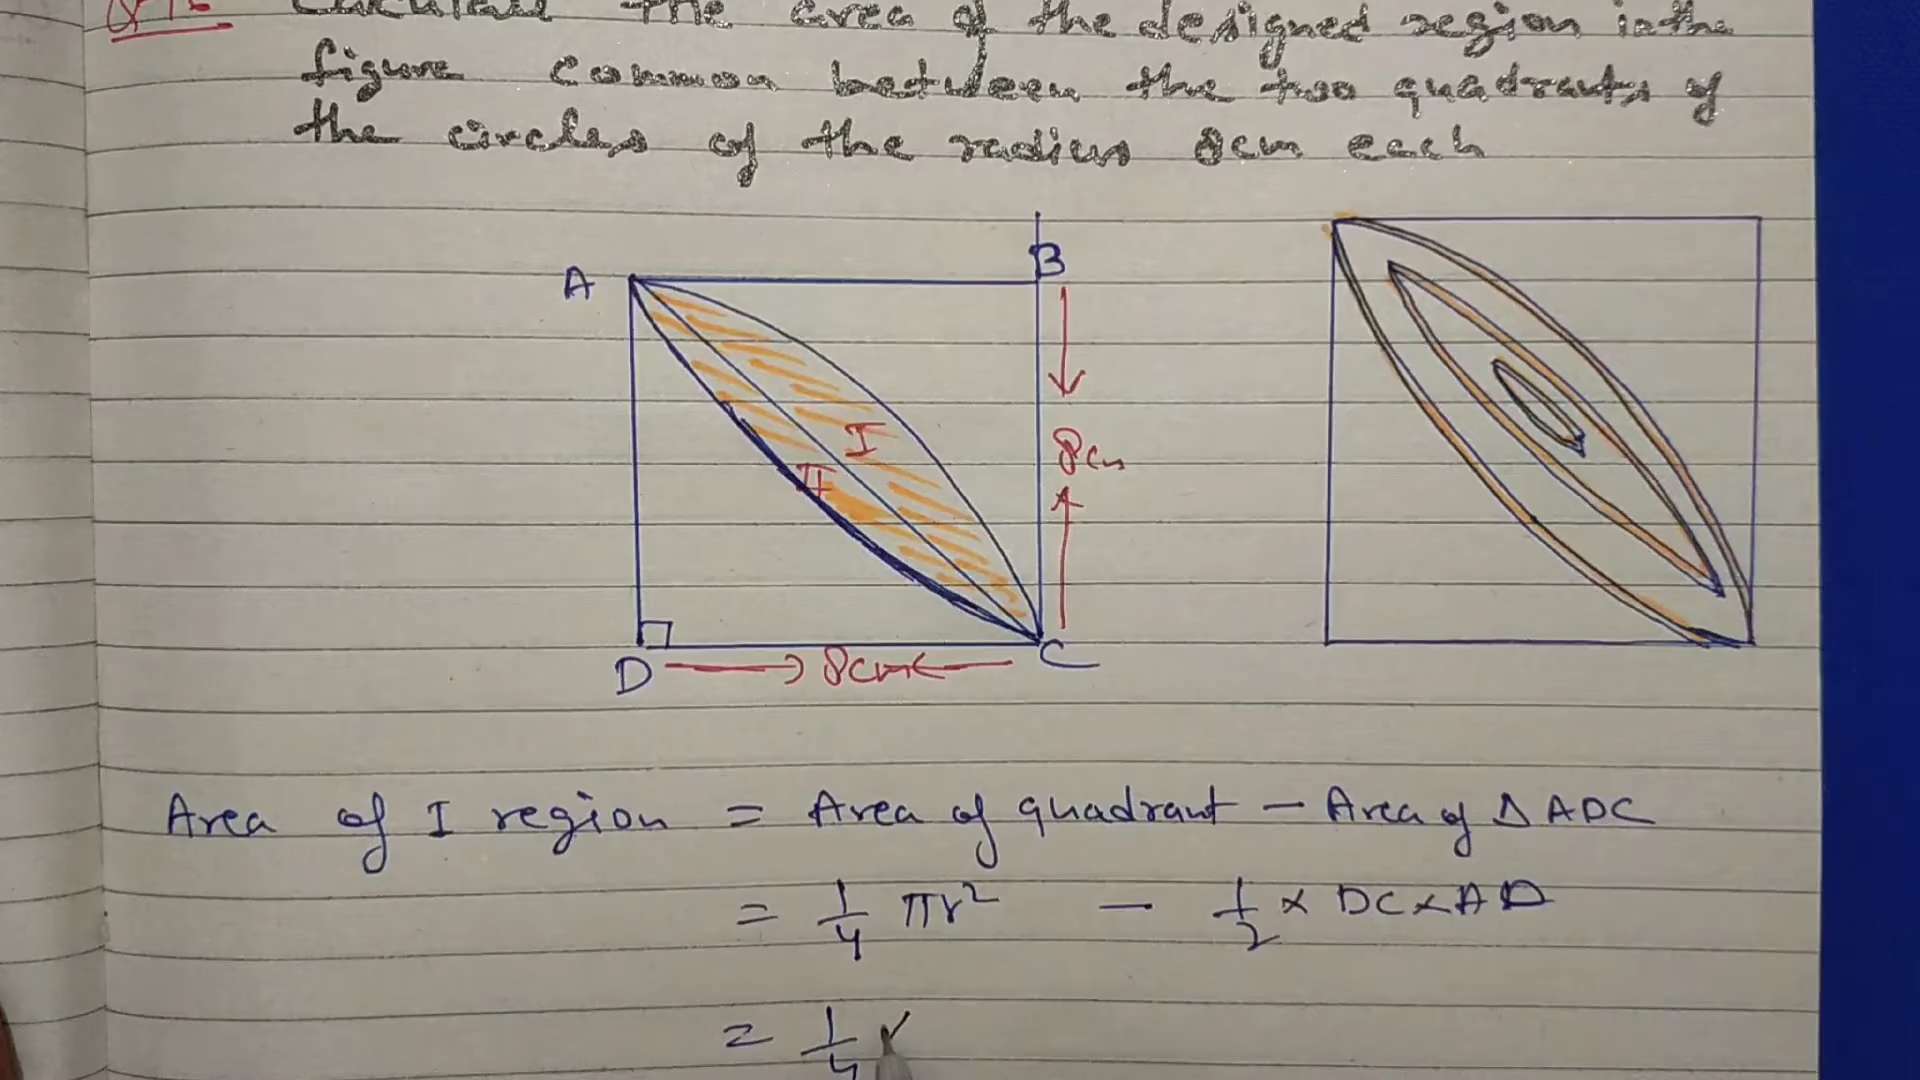 Calculate the area of the designed region in the
figure common between the two quadrants of
the circles of the radius 8cm each
A
B
I
8cm
II
D
8cm
C
Area of I region = Area of quadrant - Area of Δ ADC
= 1/4 πr² - 1/2 × DC × AD
= 1/4 ×